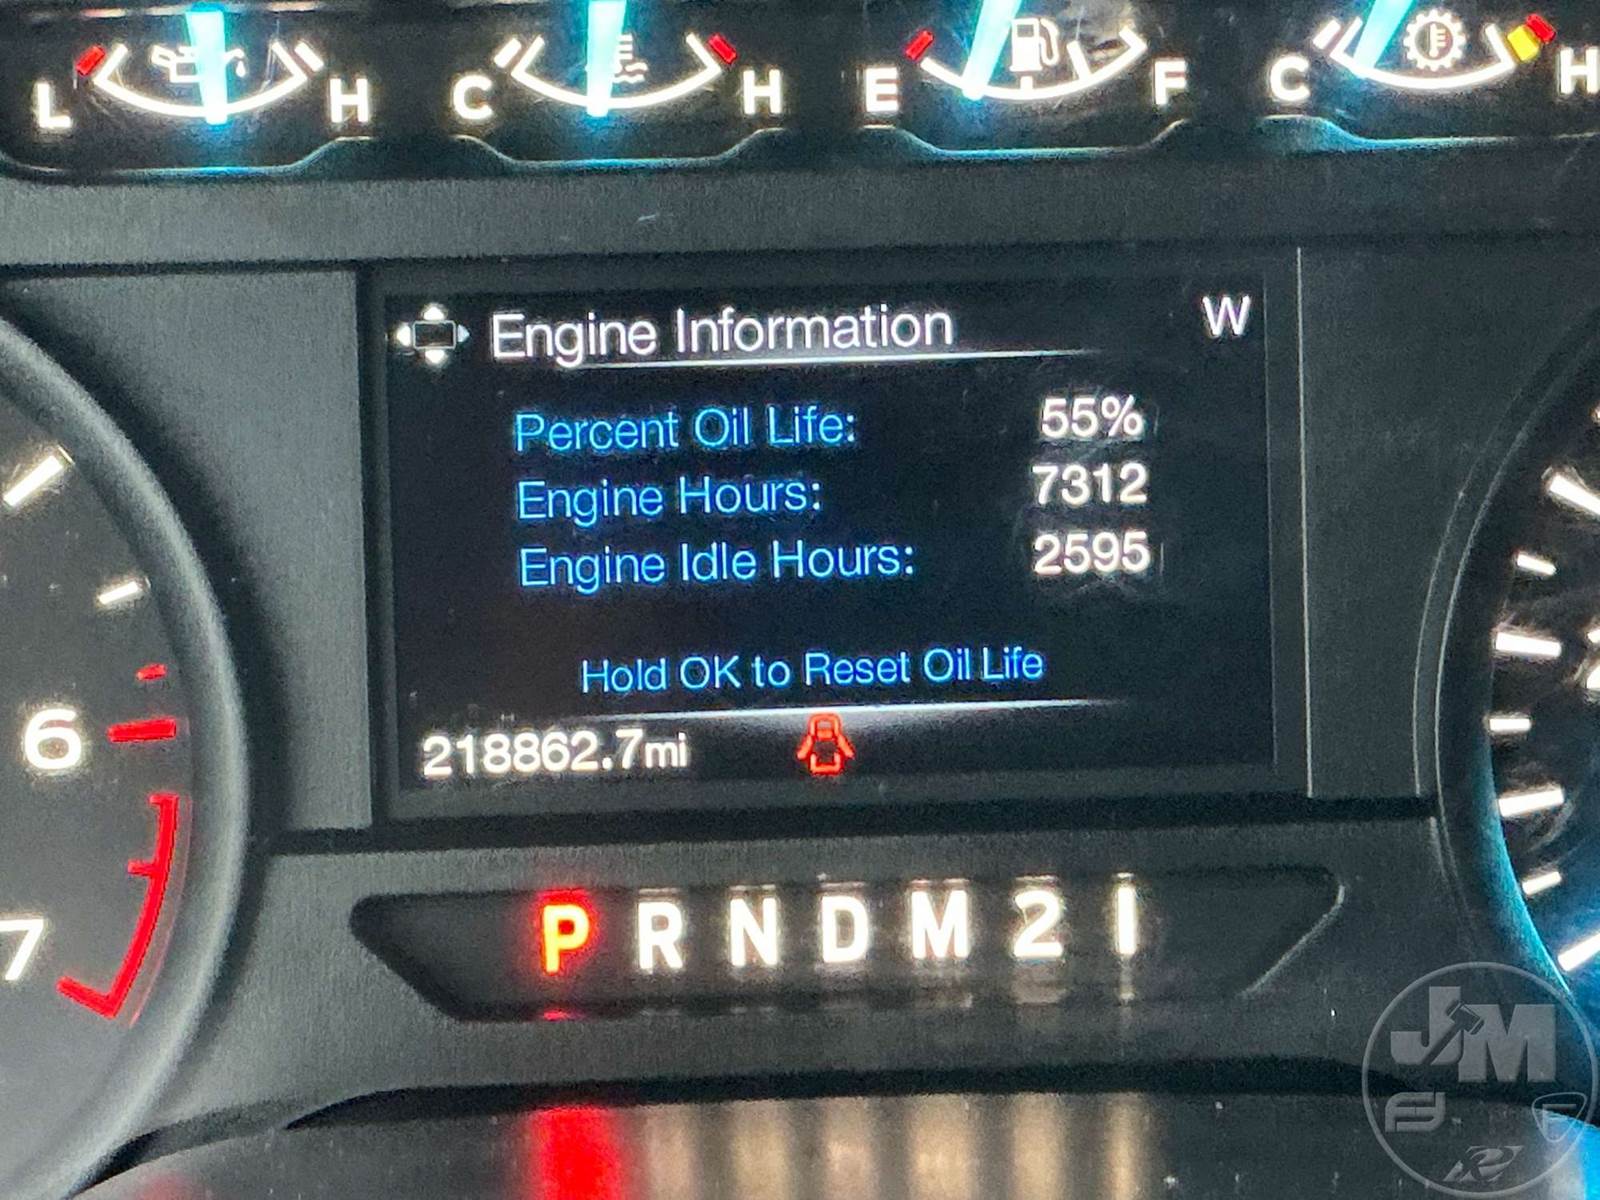 L H C H E F C H
Engine Information W
Percent Oil Life: 55%
Engine Hours: 7312
Engine Idle Hours: 2595
Hold OK to Reset Oil Life
218862.7mi
6
7
P R N D M 2 1
JM